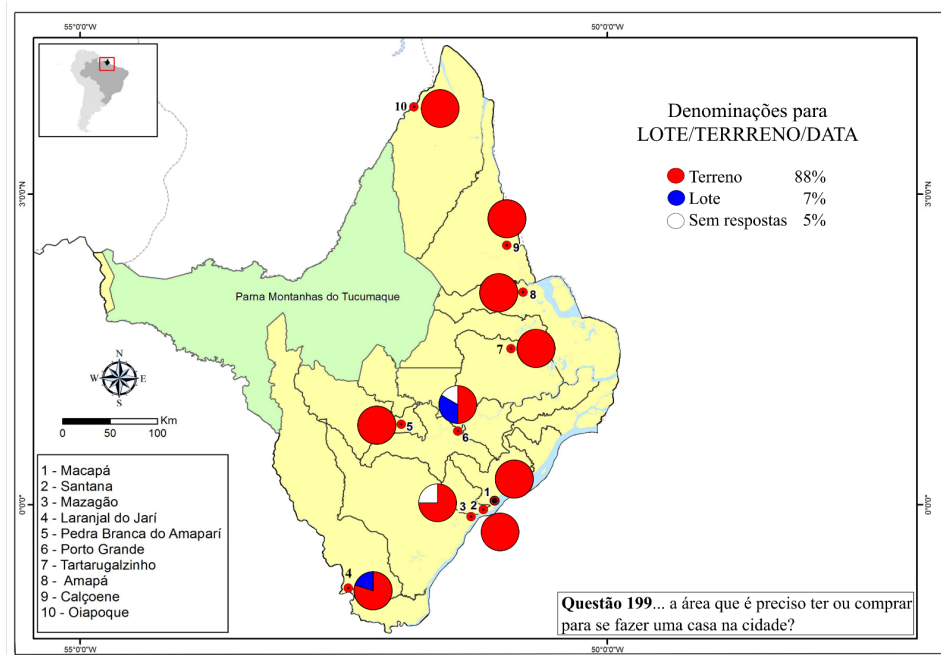 55°0'0"W
50°0'0"W
Denominações para
LOTE/TERRRENO/DATA
Terreno 88%
Lote 7%
Sem respostas 5%
3°0'0"N
3°0'0"N
10
9
8
7
Parna Montanhas do Tucumaque
N
W E
S
Km
0 50 100
5
6
1
2
3
4
0°0'0"
0°0'0"
1 - Macapá
2 - Santana
3 - Mazagão
4 - Laranjal do Jarí
5 - Pedra Branca do Amaparí
6 - Porto Grande
7 - Tartarugalzinho
8 - Amapá
9 - Calçoene
10 - Oiapoque
Questão 199... a área que é preciso ter ou comprar
para se fazer uma casa na cidade?
55°0'0"W
50°0'0"W